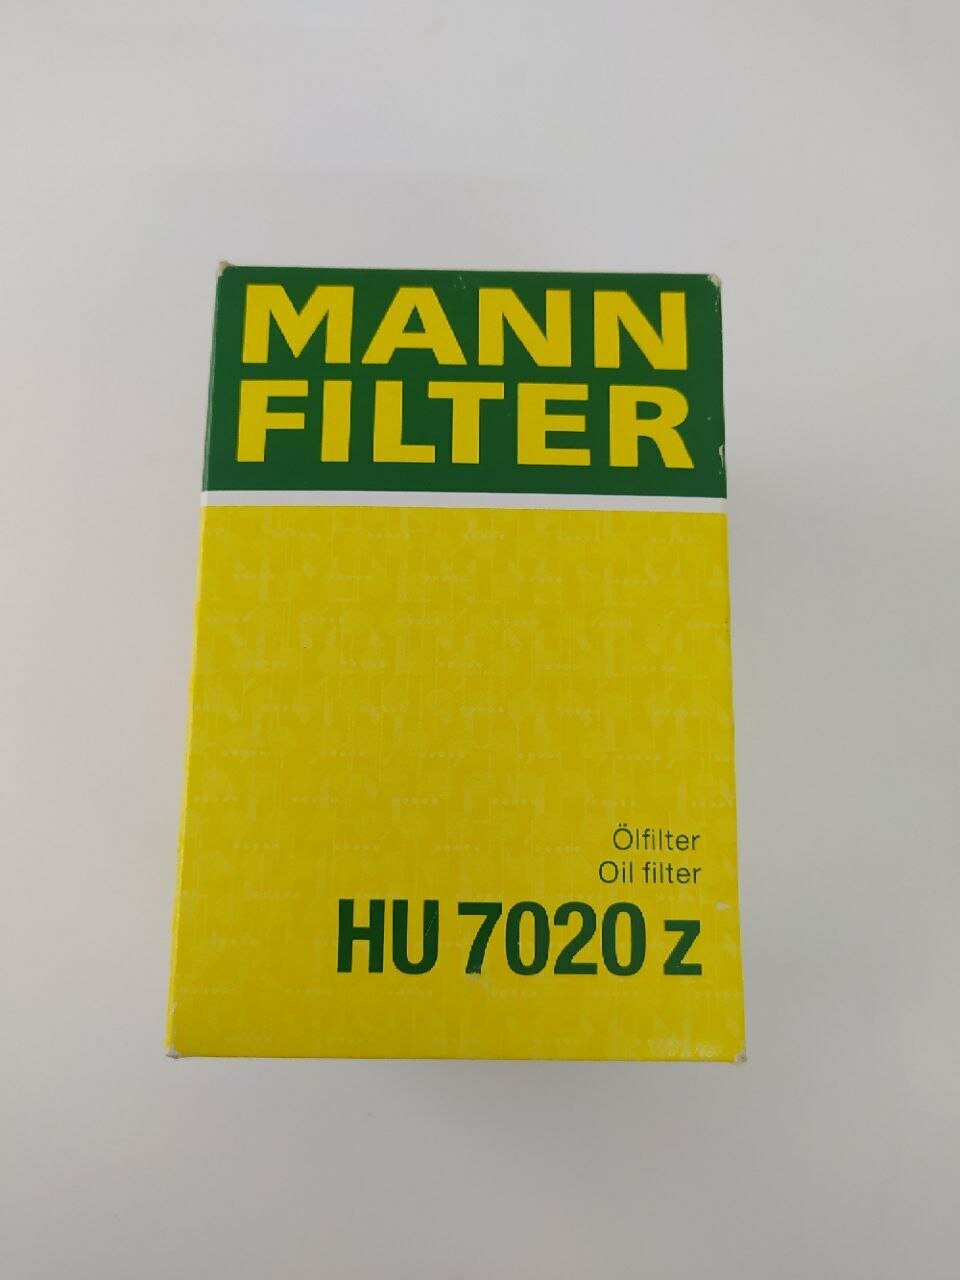 MANN
FILTER
Ölfilter
Oil filter
HU 7020 z